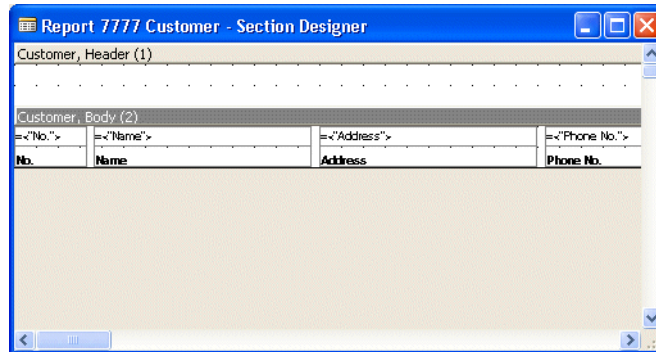 Report 7777 Customer - Section Designer
Customer, Header (1)
Customer, Body (2)
=<"No."> =<"Name"> =<"Address"> =<"Phone No.">
No. Name Address Phone No.